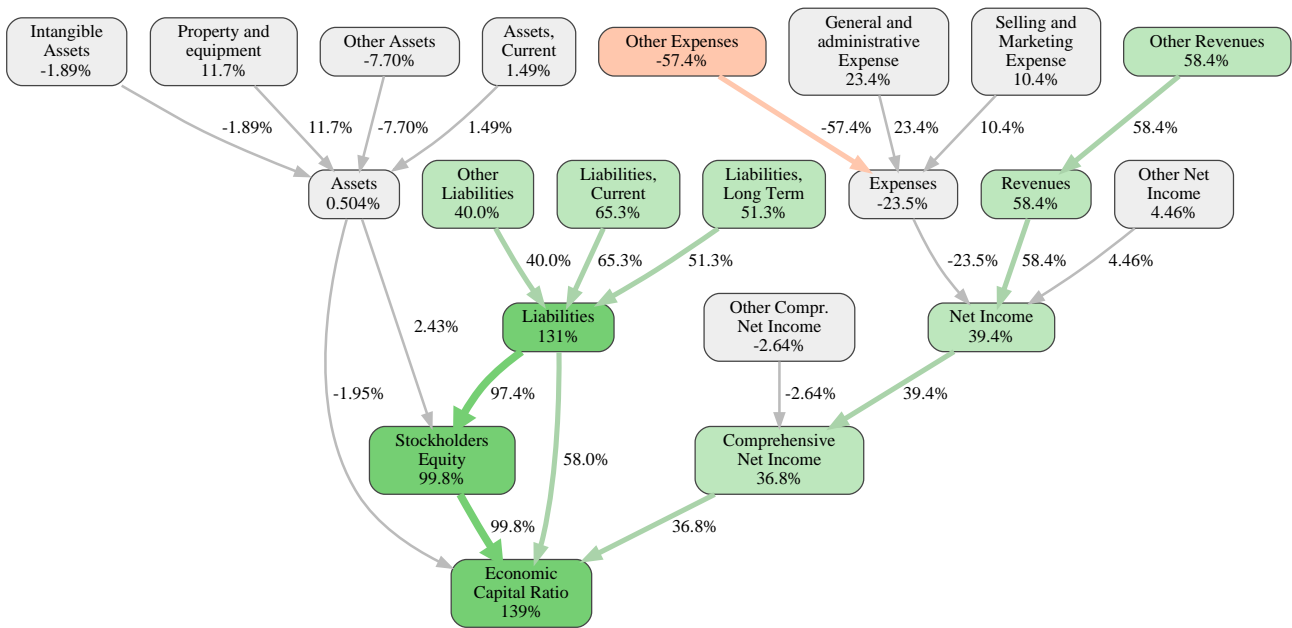 Intangible
Assets
-1.89%
Property and
equipment
11.7%
Other Assets
-7.70%
Assets,
Current
1.49%
Other Expenses
-57.4%
General and
administrative
Expense
23.4%
Selling and
Marketing
Expense
10.4%
Other Revenues
58.4%
-1.89%
11.7%
-7.70%
1.49%
-57.4%
23.4%
10.4%
58.4%
Assets
0.504%
Other
Liabilities
40.0%
Liabilities,
Current
65.3%
Liabilities,
Long Term
51.3%
Expenses
-23.5%
Revenues
58.4%
Other Net
Income
4.46%
40.0%
65.3%
51.3%
-23.5%
58.4%
4.46%
Liabilities
131%
Other Compr.
Net Income
-2.64%
Net Income
39.4%
2.43%
-1.95%
97.4%
-2.64%
39.4%
Stockholders
Equity
99.8%
58.0%
Comprehensive
Net Income
36.8%
99.8%
36.8%
Economic
Capital Ratio
139%